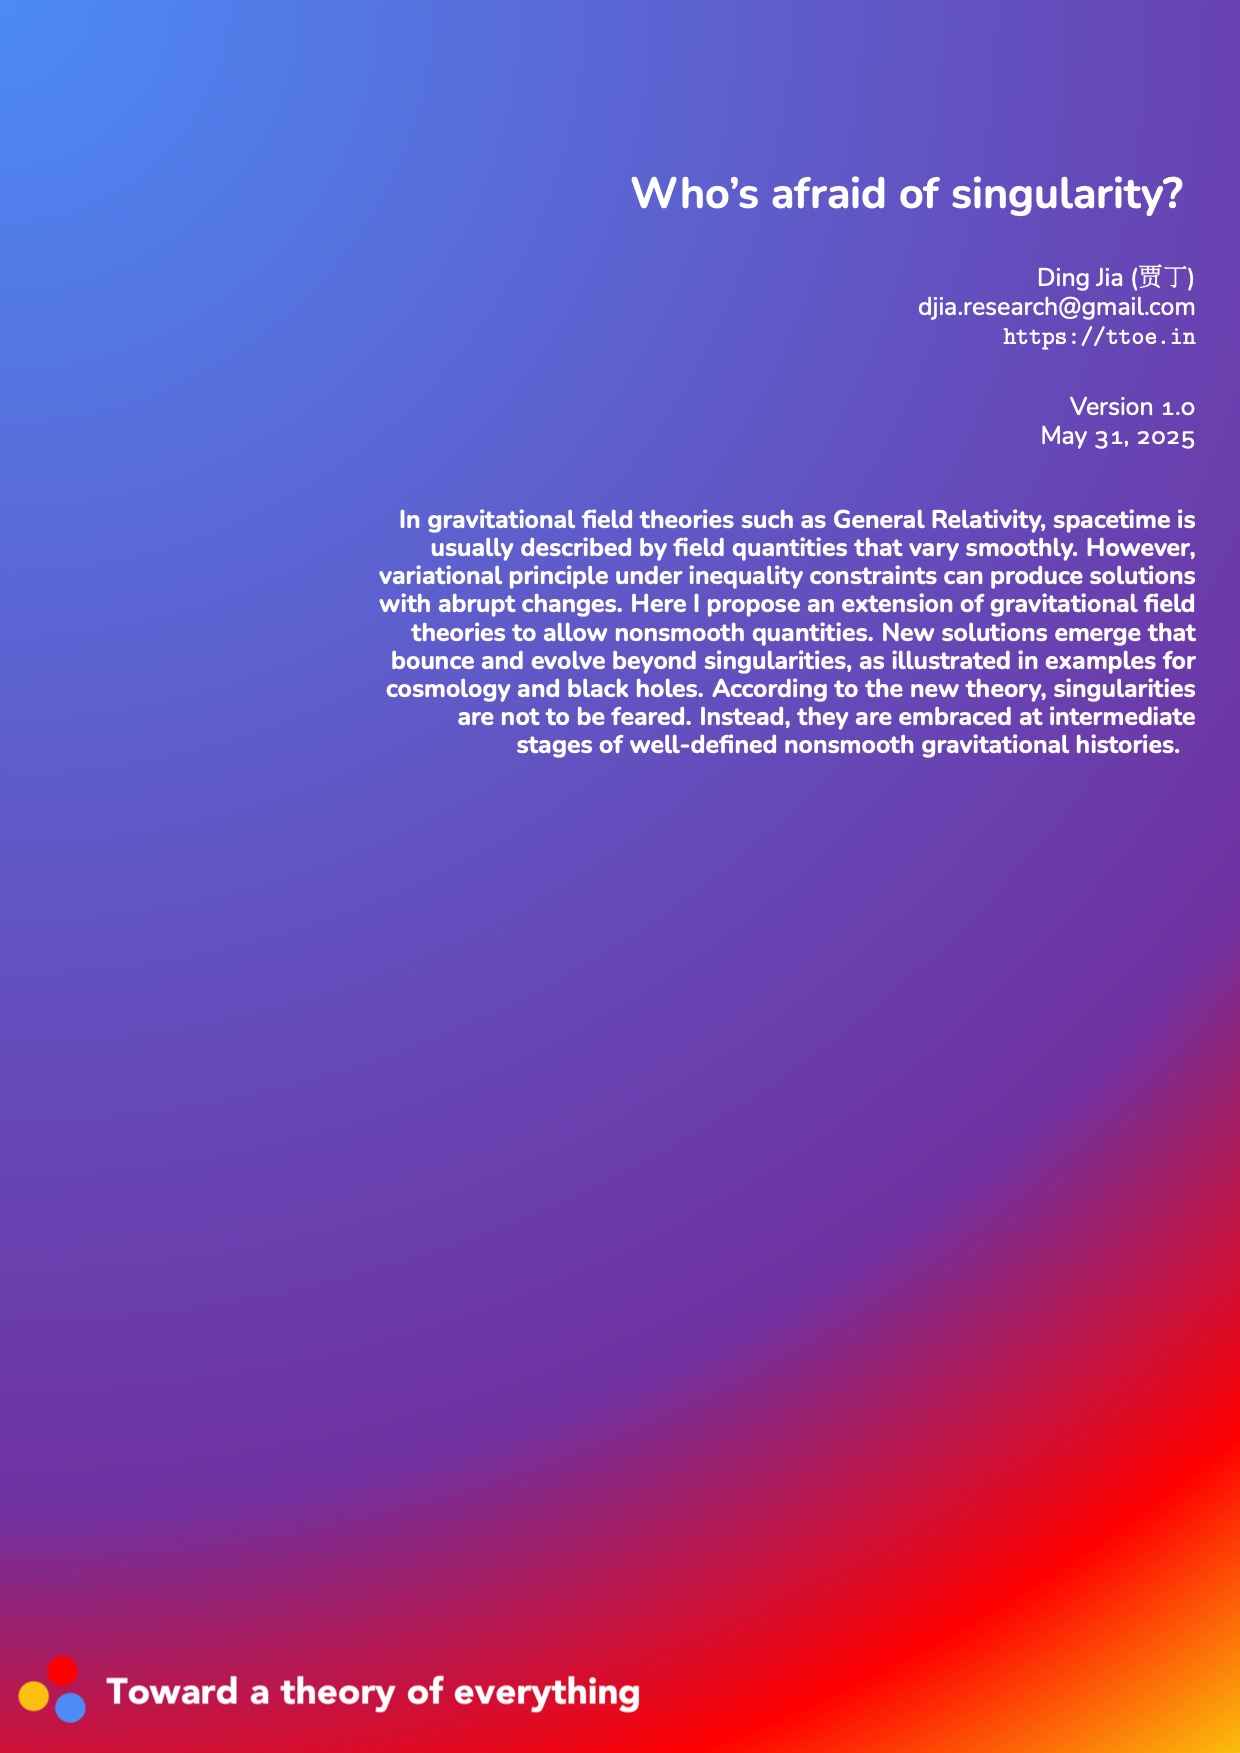 Who’s afraid of singularity?
Ding Jia (贾丁)
djia.research@gmail.com
https://ttoe.in
Version 1.0
May 31, 2025
In gravitational field theories such as General Relativity, spacetime is
usually described by field quantities that vary smoothly. However,
variational principle under inequality constraints can produce solutions
with abrupt changes. Here I propose an extension of gravitational field
theories to allow nonsmooth quantities. New solutions emerge that
bounce and evolve beyond singularities, as illustrated in examples for
cosmology and black holes. According to the new theory, singularities
are not to be feared. Instead, they are embraced at intermediate
stages of well-defined nonsmooth gravitational histories.
Toward a theory of everything